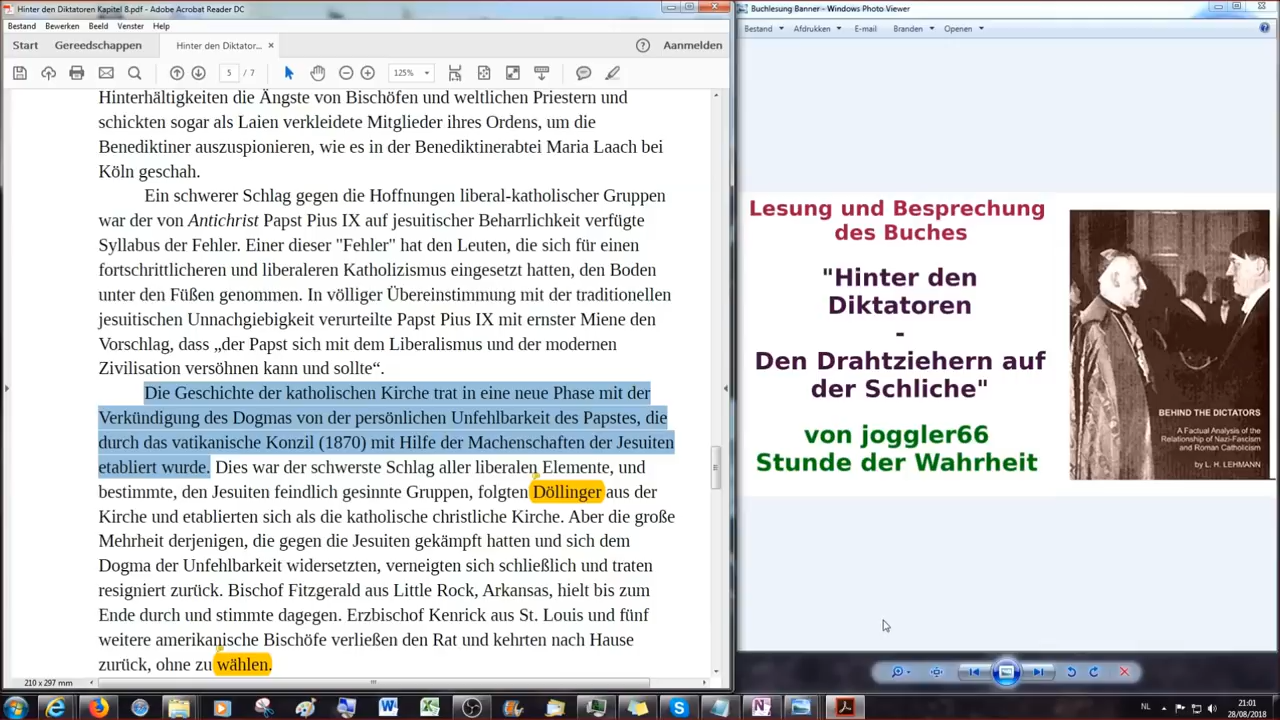 Hinter den Diktatoren Kapitel 8.pdf - Adobe Acrobat Reader DC
Bestand Bewerken Beeld Venster Help
Start Gereedschappen Hinter den Diktator... × Aanmelden
5 / 7 125%
Hinterhältigkeiten die Ängste von Bischöfen und weltlichen Priestern und
schickten sogar als Laien verkleidete Mitglieder ihres Ordens, um die
Benediktiner auszuspionieren, wie es in der Benediktinerabtei Maria Laach bei
Köln geschah.
Ein schwerer Schlag gegen die Hoffnungen liberal-katholischer Gruppen
war der von Antichrist Papst Pius IX auf jesuitischer Beharrlichkeit verfügte
Syllabus der Fehler. Einer dieser "Fehler" hat den Leuten, die sich für einen
fortschrittlicheren und liberaleren Katholizismus eingesetzt hatten, den Boden
unter den Füßen genommen. In völliger Übereinstimmung mit der traditionellen
jesuitischen Unnachgiebigkeit verurteilte Papst Pius IX mit ernster Miene den
Vorschlag, dass „der Papst sich mit dem Liberalismus und der modernen
Zivilisation versöhnen kann und sollte“.
Die Geschichte der katholischen Kirche trat in eine neue Phase mit der
Verkündigung des Dogmas von der persönlichen Unfehlbarkeit des Papstes, die
durch das vatikanische Konzil (1870) mit Hilfe der Machenschaften der Jesuiten
etabliert wurde. Dies war der schwerste Schlag aller liberalen Elemente, und
bestimmte, den Jesuiten feindlich gesinnte Gruppen, folgten Döllinger aus der
Kirche und etablierten sich als die katholische christliche Kirche. Aber die große
Mehrheit derjenigen, die gegen die Jesuiten gekämpft hatten und sich dem
Dogma der Unfehlbarkeit widersetzten, verneigten sich schließlich und traten
resigniert zurück. Bischof Fitzgerald aus Little Rock, Arkansas, hielt bis zum
Ende durch und stimmte dagegen. Erzbischof Kenrick aus St. Louis und fünf
weitere amerikanische Bischöfe verließen den Rat und kehrten nach Hause
zurück, ohne zu wählen.
210 x 297 mm
Buchlesung Banner - Windows Photo Viewer
Bestand Afdrukken E-mail Branden Openen
Lesung und Besprechung
des Buches
"Hinter den
Diktatoren
-
Den Drahtziehern auf
der Schliche"
von joggler66
Stunde der Wahrheit
BEHIND THE DICTATORS
A Factual Analysis of the
Relationship of Nazi-Fascism
and Roman Catholicism
by L. H. LEHMANN
NL
21:01
28/08/2018